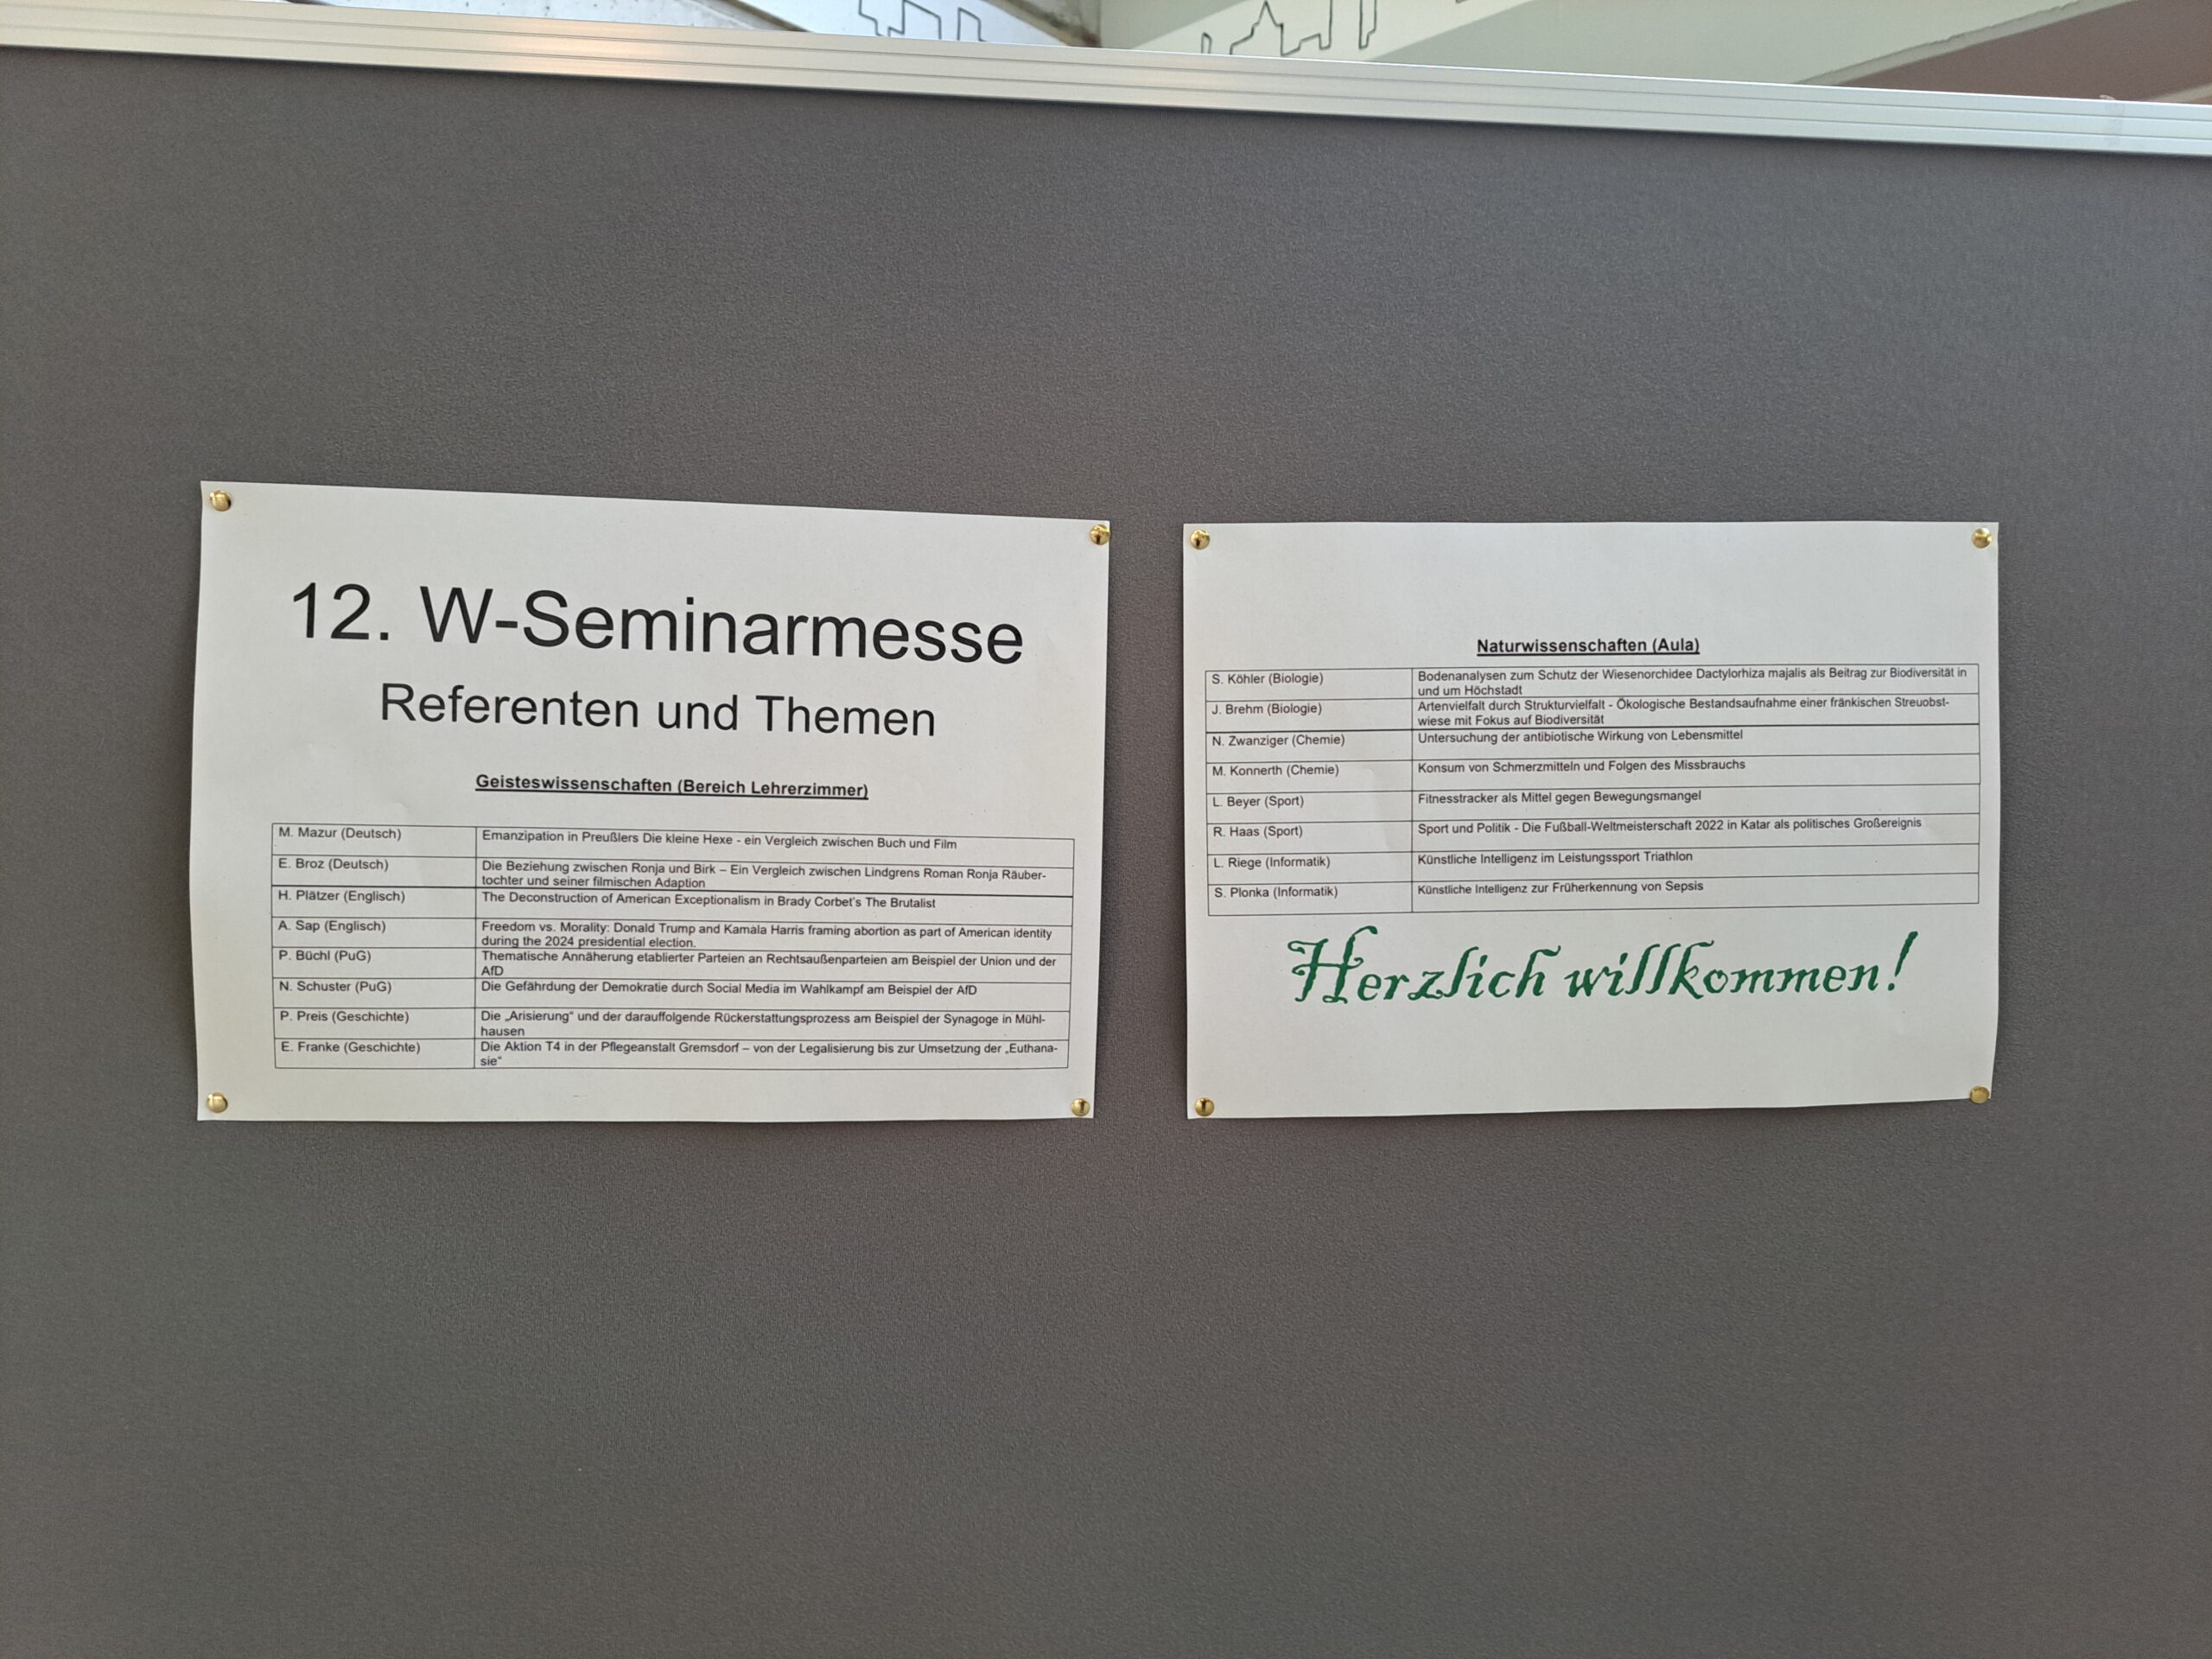 12. W-Seminarmesse
Referenten und Themen
Geisteswissenschaften (Bereich Lehrerzimmer)
M. Mazur (Deutsch) Emanzipation in Preußlers Die kleine Hexe - ein Vergleich zwischen Buch und Film
E. Broz (Deutsch) Die Beziehung zwischen Ronja und Birk – Ein Vergleich zwischen Lindgrens Roman Ronja Räuber-
tochter und seiner filmischen Adaption
H. Plätzer (Englisch) The Deconstruction of American Exceptionalism in Brady Corbet's The Brutalist
A. Sap (Englisch) Freedom vs. Morality: Donald Trump and Kamala Harris framing abortion as part of American identity
during the 2024 presidential election.
P. Büchl (PuG) Thematische Annäherung etablierter Parteien an Rechtsaußenparteien am Beispiel der Union und der
AfD
N. Schuster (PuG) Die Gefährdung der Demokratie durch Social Media im Wahlkampf am Beispiel der AfD
P. Preis (Geschichte) Die „Arisierung“ und der darauffolgende Rückerstattungsprozess am Beispiel der Synagoge in Mühl-
hausen
E. Franke (Geschichte) Die Aktion T4 in der Pflegeanstalt Gremsdorf – von der Legalisierung bis zur Umsetzung der „Euthana-
sie“
Naturwissenschaften (Aula)
S. Köhler (Biologie) Bodenanalysen zum Schutz der Wiesenorchidee Dactylorhiza majalis als Beitrag zur Biodiversität in
und um Höchstadt
J. Brehm (Biologie) Artenvielfalt durch Strukturvielfalt - Ökologische Bestandsaufnahme einer fränkischen Streuobst-
wiese mit Fokus auf Biodiversität
N. Zwanziger (Chemie) Untersuchung der antibiotische Wirkung von Lebensmittel
M. Konnerth (Chemie) Konsum von Schmerzmitteln und Folgen des Missbrauchs
L. Beyer (Sport) Fitnesstracker als Mittel gegen Bewegungsmangel
R. Haas (Sport) Sport und Politik - Die Fußball-Weltmeisterschaft 2022 in Katar als politisches Großereignis
L. Riege (Informatik) Künstliche Intelligenz im Leistungssport Triathlon
S. Plonka (Informatik) Künstliche Intelligenz zur Früherkennung von Sepsis
Herzlich willkommen!